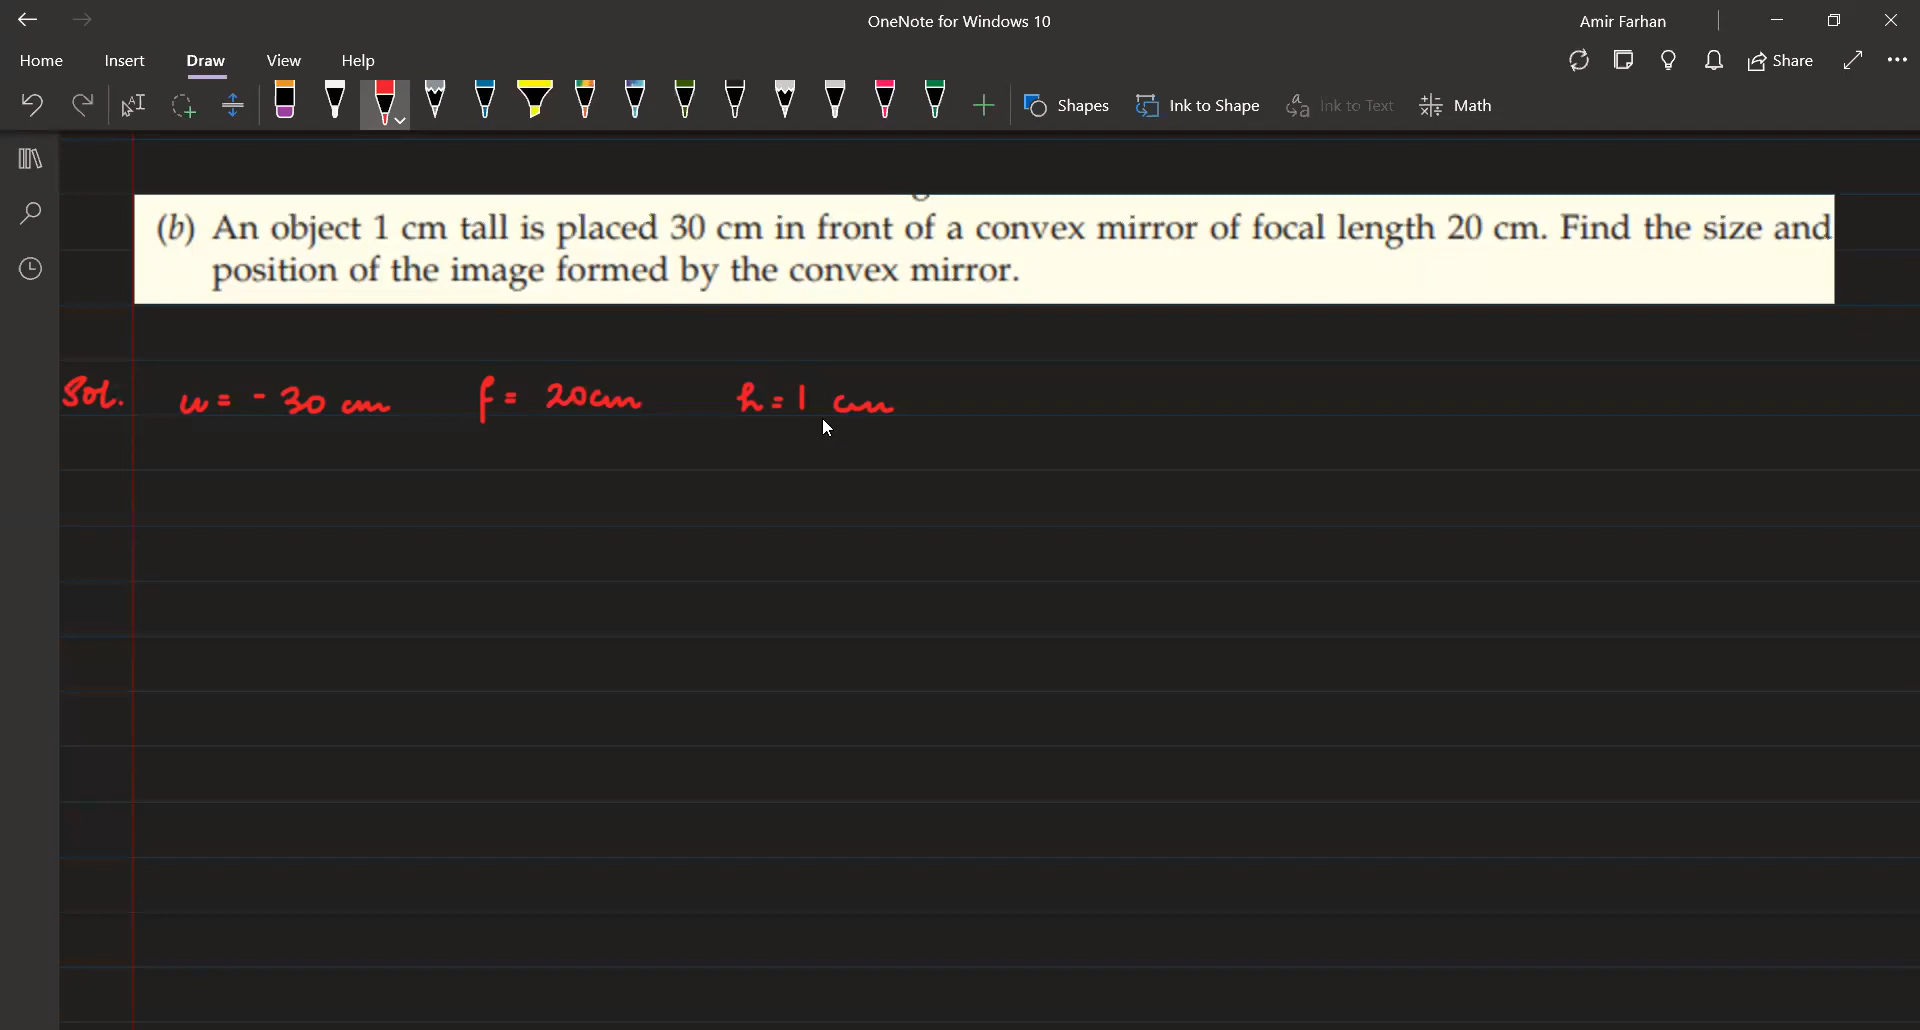 OneNote for Windows 10
Amir Farhan
Home Insert Draw View Help
Share
Shapes Ink to Shape Ink to Text Math
(b) An object 1 cm tall is placed 30 cm in front of a convex mirror of focal length 20 cm. Find the size and
position of the image formed by the convex mirror.
Sol. u = - 30 cm f = 20cm h = 1 cm